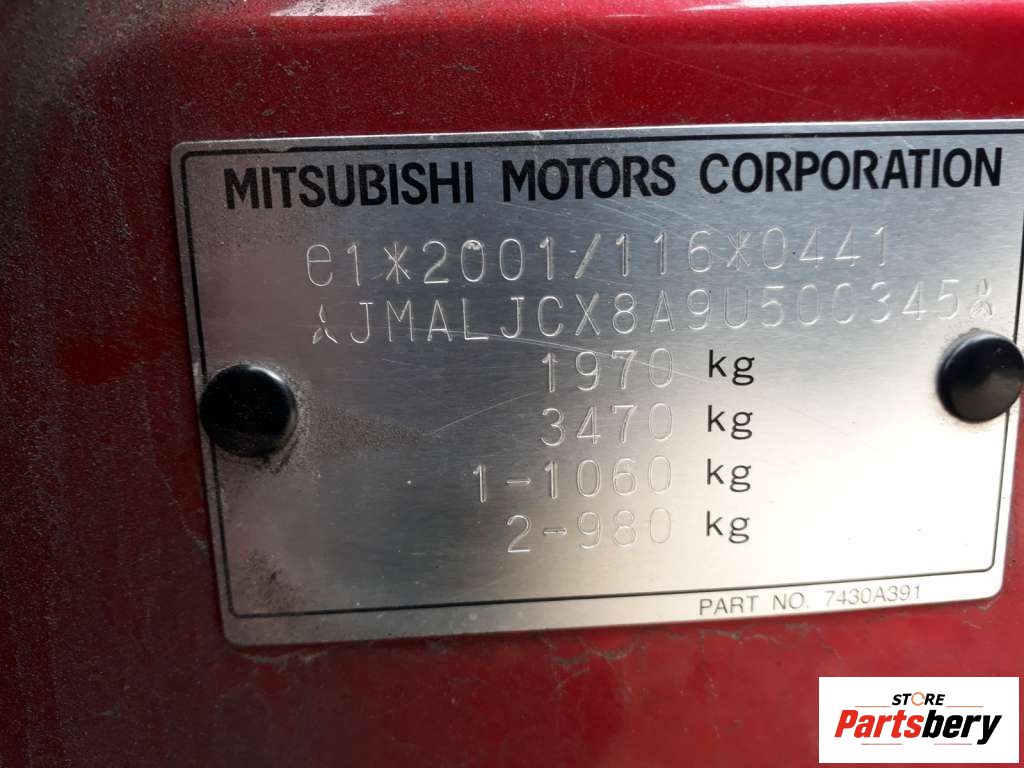 MITSUBISHI MOTORS CORPORATION
e1*2001/116*0441
JMALJCX8A9U500345
1970 kg
3470 kg
1-1060 kg
2-980 kg
PART NO. 7430A391
STORE
Partsbery